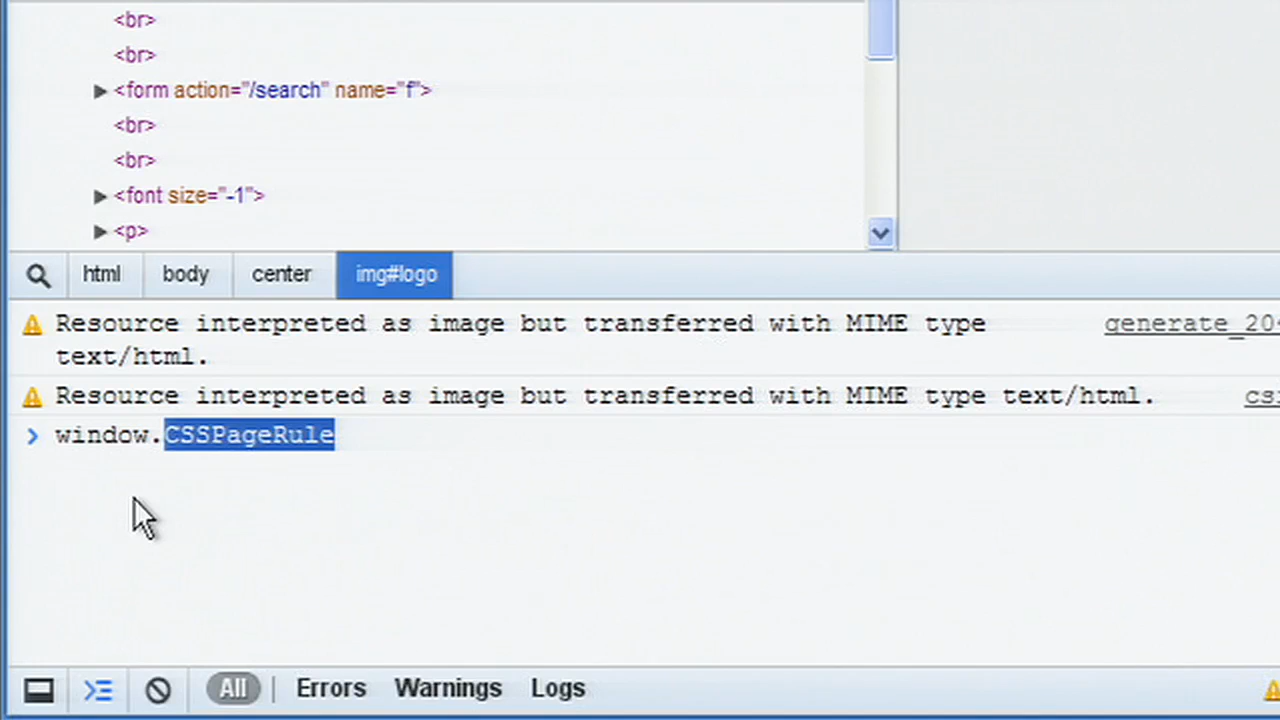 <br>
<br>
▶ <form action="/search" name="f">
<br>
<br>
▶ <font size="-1">
▶ <p>
html body center img#logo
Resource interpreted as image but transferred with MIME type generate_204
text/html.
Resource interpreted as image but transferred with MIME type text/html.
> window.CSSPageRule
All | Errors Warnings Logs